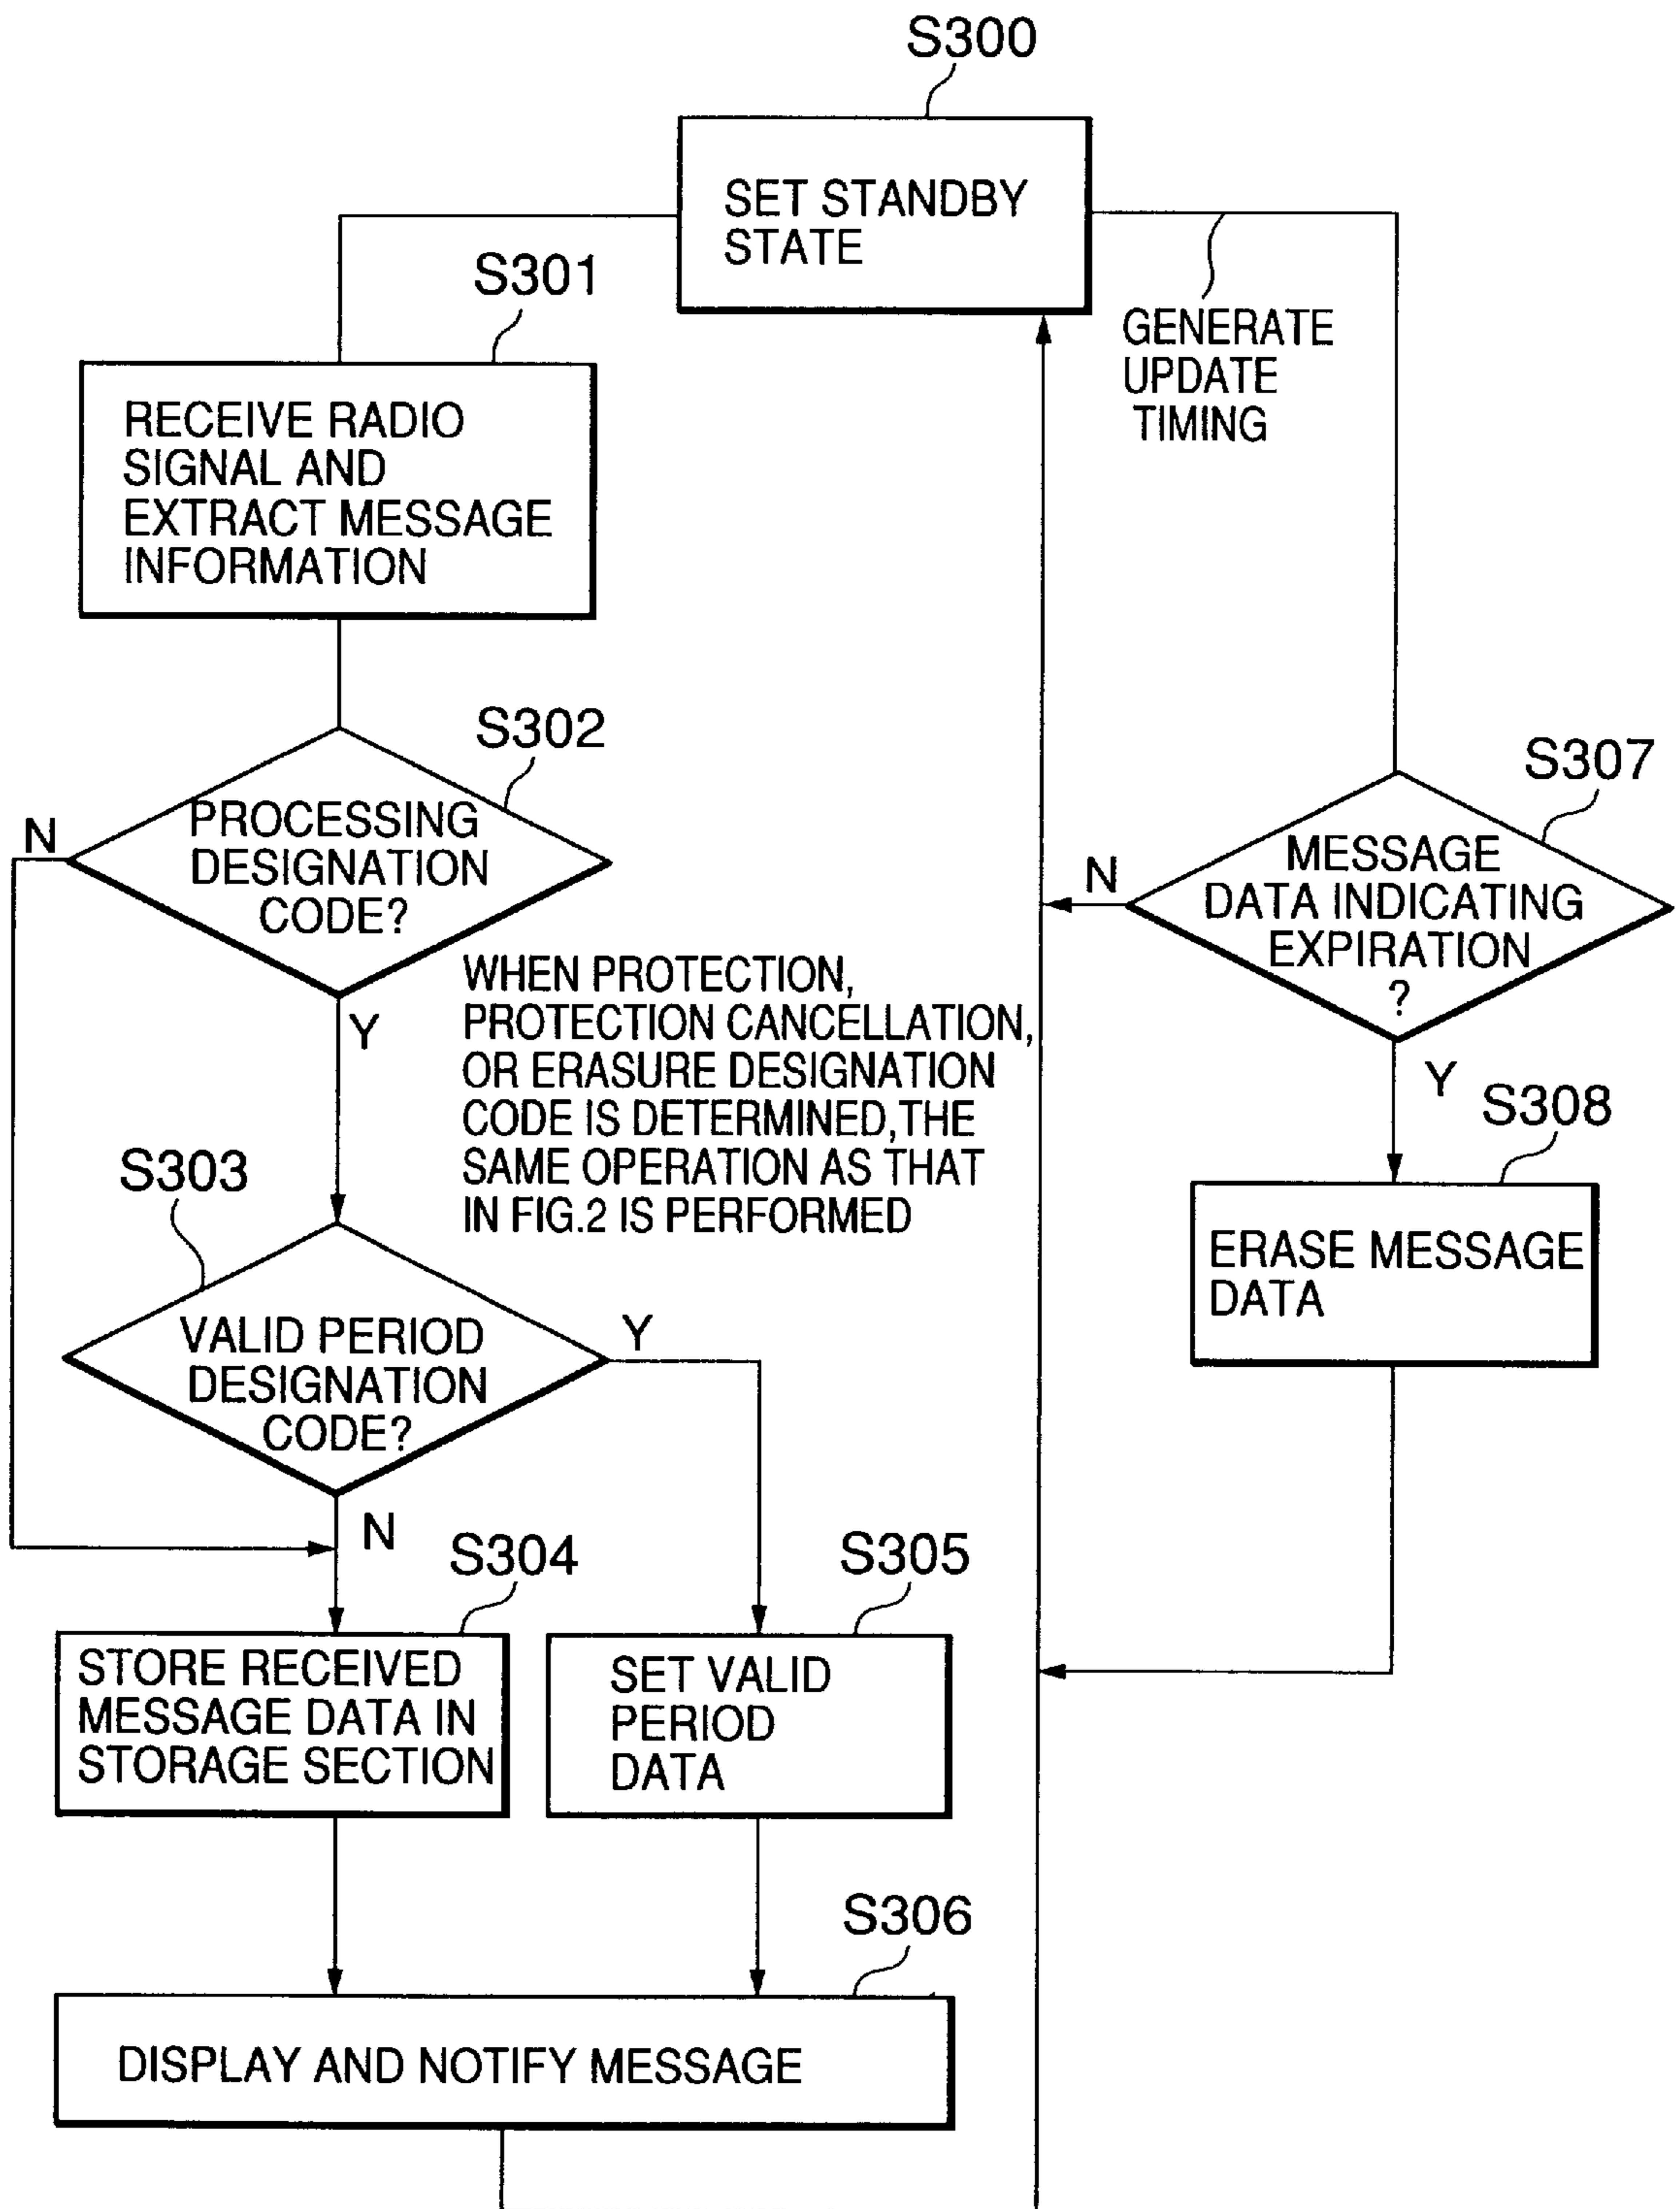 S300
SET STANDBY
STATE
GENERATE
UPDATE
TIMING
S301
RECEIVE RADIO
SIGNAL AND
EXTRACT MESSAGE
INFORMATION
S302
PROCESSING
DESIGNATION
CODE?
N
Y
WHEN PROTECTION,
PROTECTION CANCELLATION,
OR ERASURE DESIGNATION
CODE IS DETERMINED,THE
SAME OPERATION AS THAT
IN FIG.2 IS PERFORMED
S303
VALID PERIOD
DESIGNATION
CODE?
Y
N
S304
STORE RECEIVED
MESSAGE DATA IN
STORAGE SECTION
S305
SET VALID
PERIOD
DATA
S306
DISPLAY AND NOTIFY MESSAGE
S307
MESSAGE
DATA INDICATING
EXPIRATION
?
N
Y
S308
ERASE MESSAGE
DATA